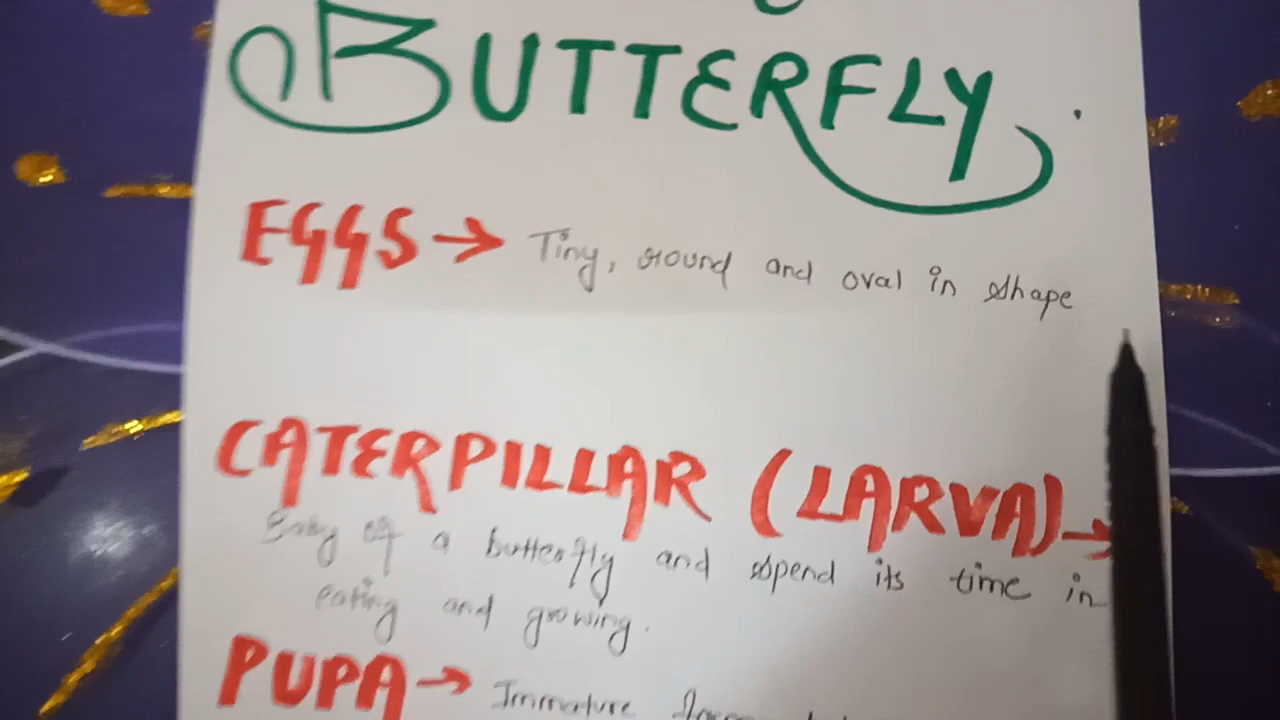 BUTTERFLY
EGGS → Tiny, round and oval in shape
CATERPILLAR (LARVA) →
Baby of a butterfly and spend its time in
eating and growing.
PUPA → Immature